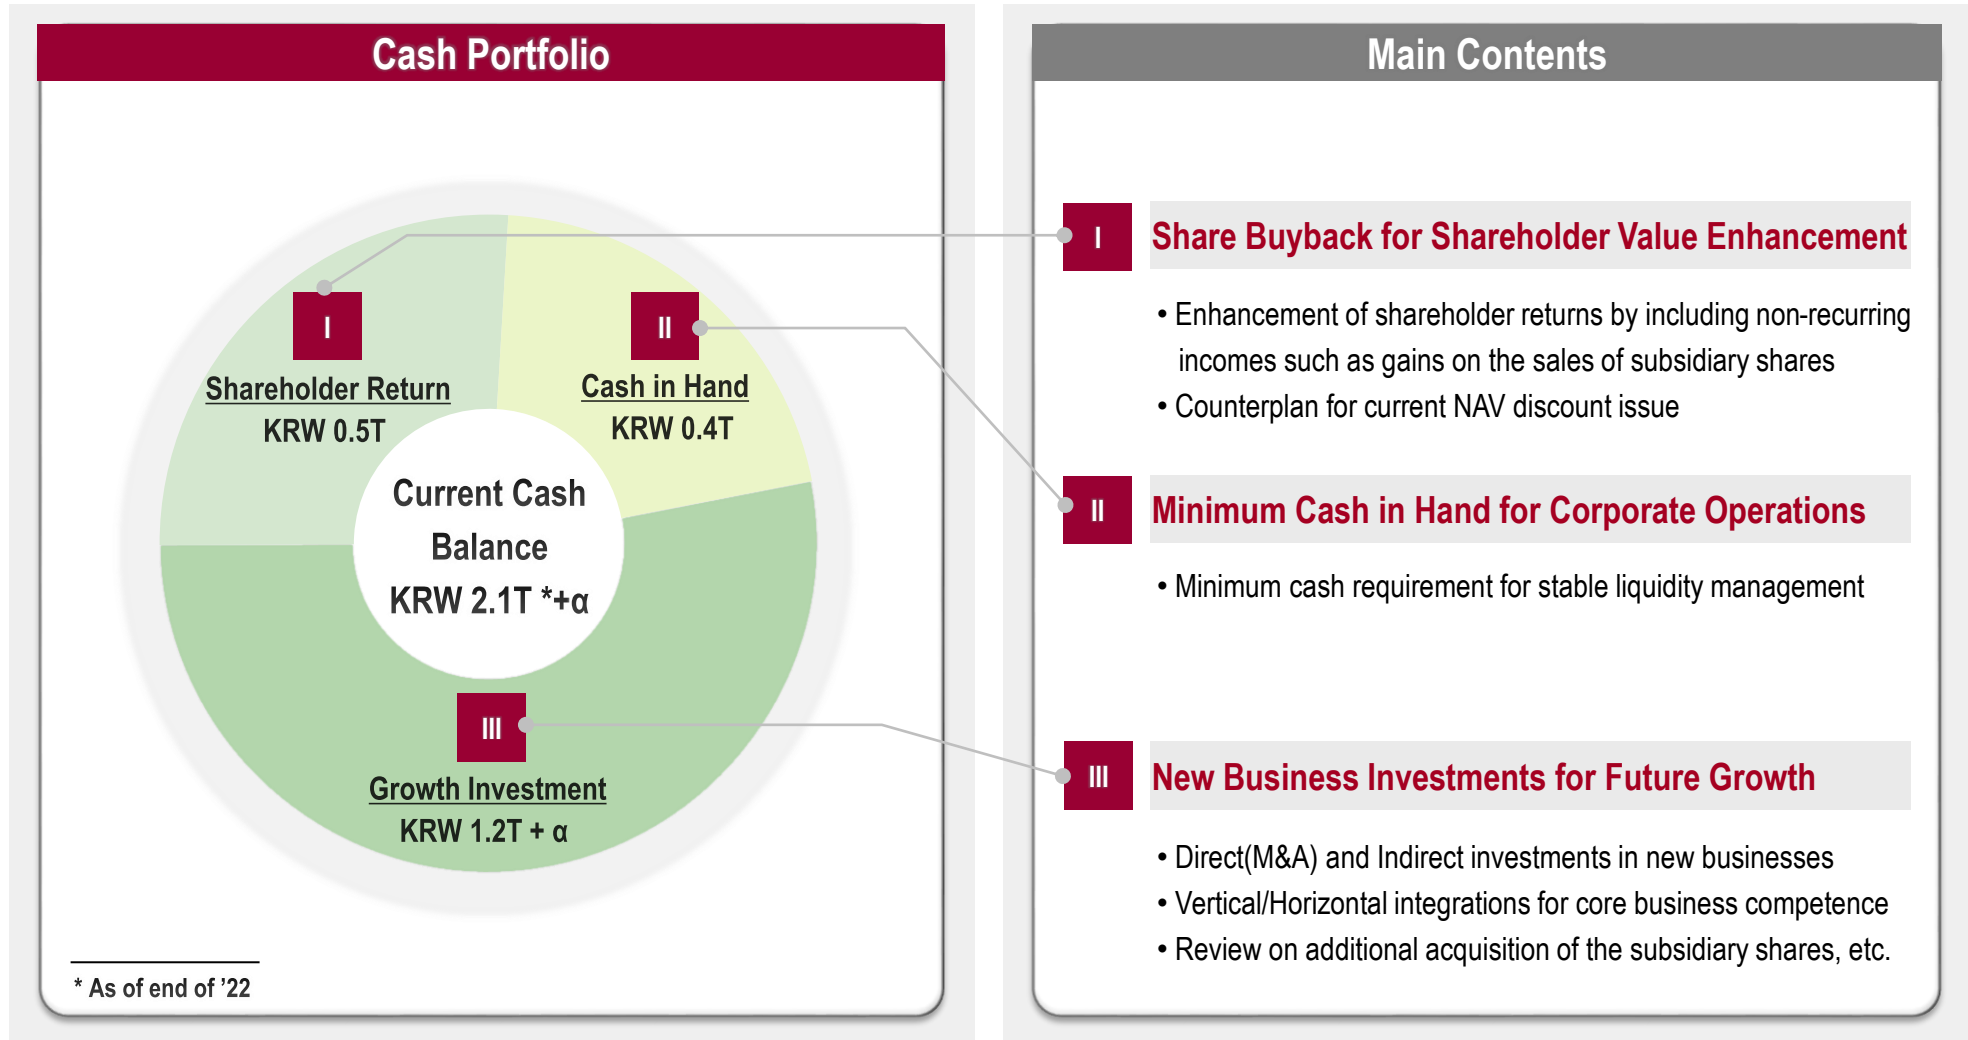 Cash Portfolio
I
Shareholder Return
KRW 0.5T
II
Cash in Hand
KRW 0.4T
Current Cash
Balance
KRW 2.1T *+α
III
Growth Investment
KRW 1.2T + α
* As of end of ’22
Main Contents
I
Share Buyback for Shareholder Value Enhancement
• Enhancement of shareholder returns by including non-recurring
incomes such as gains on the sales of subsidiary shares
• Counterplan for current NAV discount issue
II
Minimum Cash in Hand for Corporate Operations
• Minimum cash requirement for stable liquidity management
III
New Business Investments for Future Growth
• Direct(M&A) and Indirect investments in new businesses
• Vertical/Horizontal integrations for core business competence
• Review on additional acquisition of the subsidiary shares, etc.